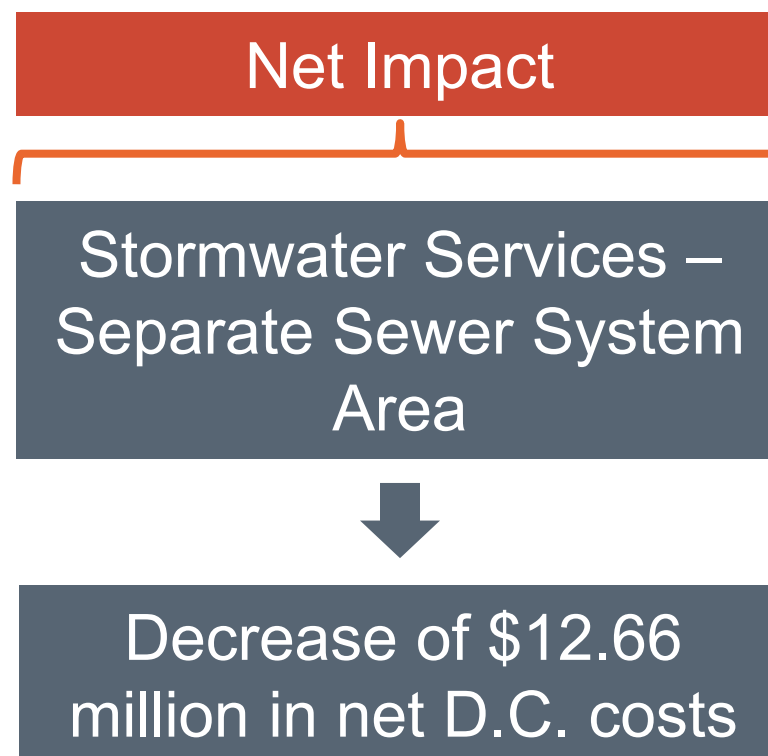 Net Impact
Stormwater Services –
Separate Sewer System
Area
Decrease of $12.66
million in net D.C. costs